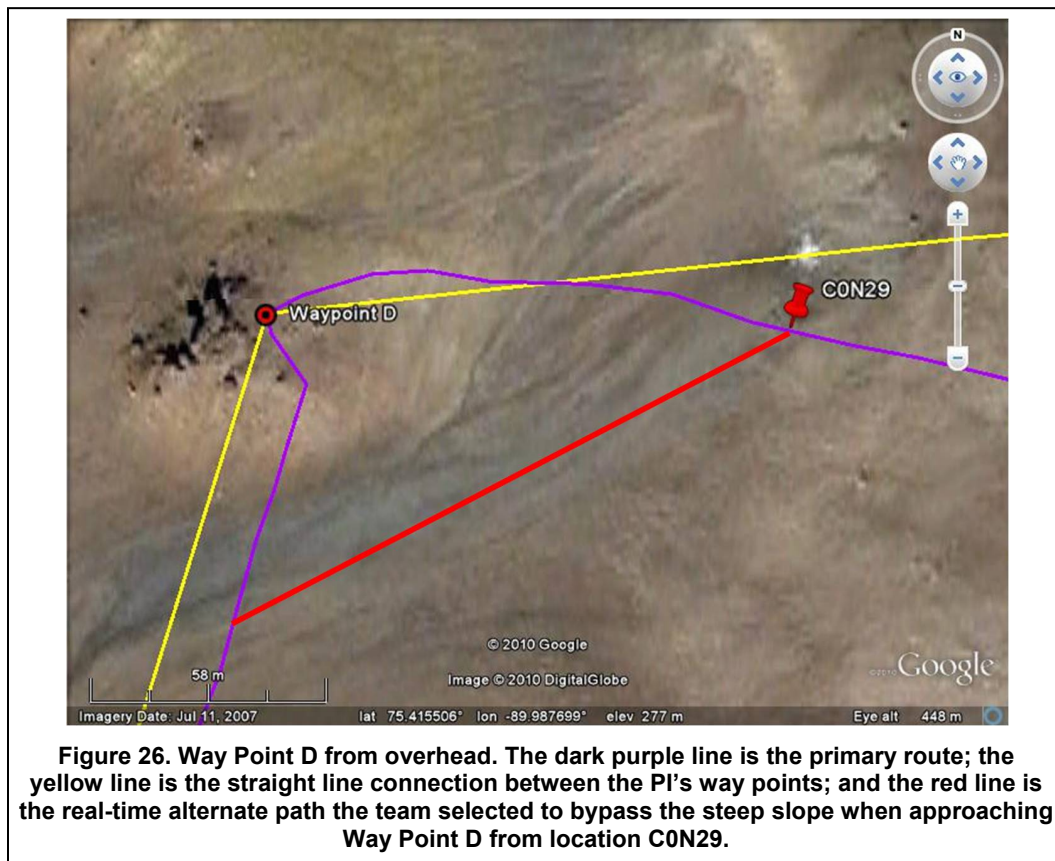 N
C0N29
Waypoint D
© 2010 Google
58 m
Image © 2010 DigitalGlobe
©2010 Google
Imagery Date: Jul 11, 2007 lat 75.415506° lon -89.987699° elev 277 m Eye alt 448 m
Figure 26. Way Point D from overhead. The dark purple line is the primary route; the
yellow line is the straight line connection between the PI's way points; and the red line is
the real-time alternate path the team selected to bypass the steep slope when approaching
Way Point D from location C0N29.